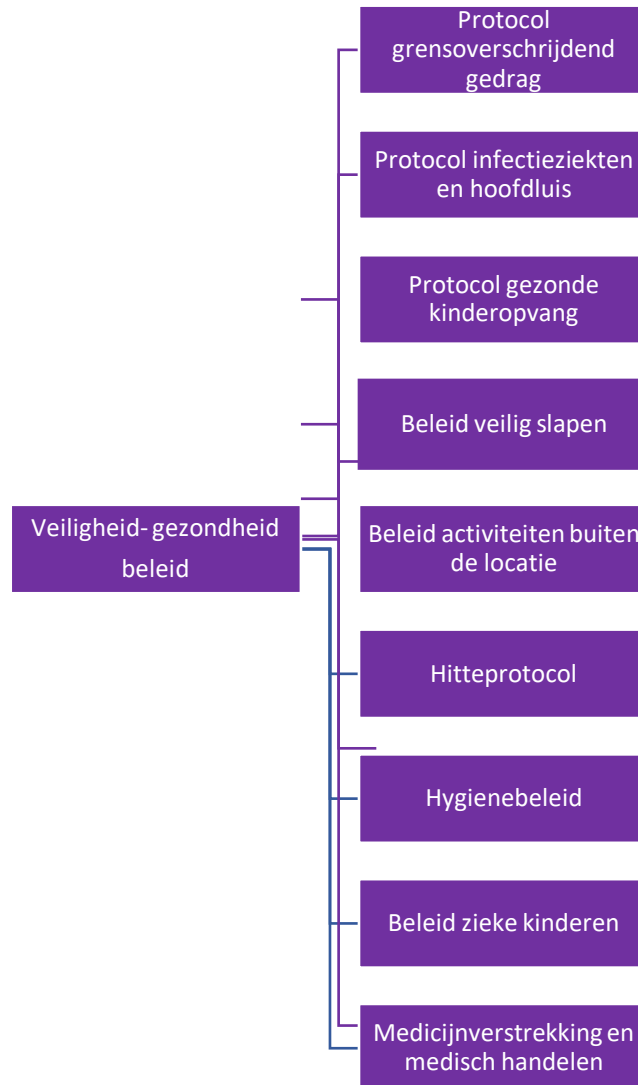 Protocol
grensoverschrijdend
gedrag
Protocol infectieziekten
en hoofdluis
Protocol gezonde
kinderopvang
Beleid veilig slapen
Veiligheid- gezondheid
beleid
Beleid activiteiten buiten
de locatie
Hitteprotocol
Hygienebeleid
Beleid zieke kinderen
Medicijnverstrekking en
medisch handelen